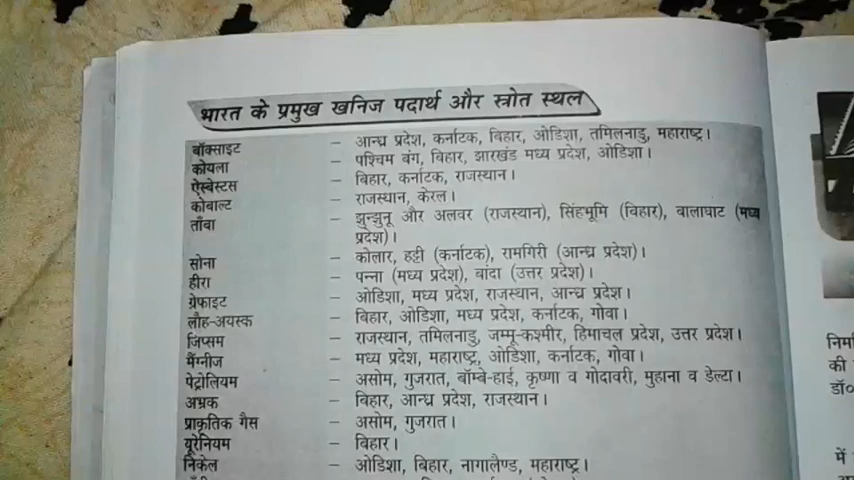 भारत के प्रमुख खनिज पदार्थ और स्त्रोत स्थल
बॉक्साइट – आन्ध्र प्रदेश, कर्नाटक, बिहार, ओडिशा, तमिलनाडु, महाराष्ट्र।
कोयला – पश्चिम बंग, बिहार, झारखंड मध्य प्रदेश, ओडिशा।
ऐस्बेस्टस – बिहार, कर्नाटक, राजस्थान।
कोबाल्ट – राजस्थान, केरल।
ताँबा – झुन्झुनू और अलवर (राजस्थान), सिंहभूमि (बिहार), बालाघाट (मध्य
प्रदेश)।
सोना – कोलार, हट्टी (कर्नाटक), रामगिरी (आन्ध्र प्रदेश)।
हीरा – पन्ना (मध्य प्रदेश), बांदा (उत्तर प्रदेश)।
ग्रेफाइट – ओडिशा, मध्य प्रदेश, राजस्थान, आन्ध्र प्रदेश।
लौह-अयस्क – बिहार, ओडिशा, मध्य प्रदेश, कर्नाटक, गोवा।
जिप्सम – राजस्थान, तमिलनाडु, जम्मू-कश्मीर, हिमाचल प्रदेश, उत्तर प्रदेश।
मैंग्नीज – मध्य प्रदेश, महाराष्ट्र, ओडिशा, कर्नाटक, गोवा।
पेट्रोलियम – असोम, गुजरात, बॉम्बे-हाई, कृष्णा व गोदावरी, मुहाना व डेल्टा।
अभ्रक – बिहार, आन्ध्र प्रदेश, राजस्थान।
प्राकृतिक गैस – असोम, गुजरात।
यूरेनियम – बिहार।
निकेल – ओडिशा, बिहार, नागालैण्ड, महाराष्ट्र।
की
डॉ०
में